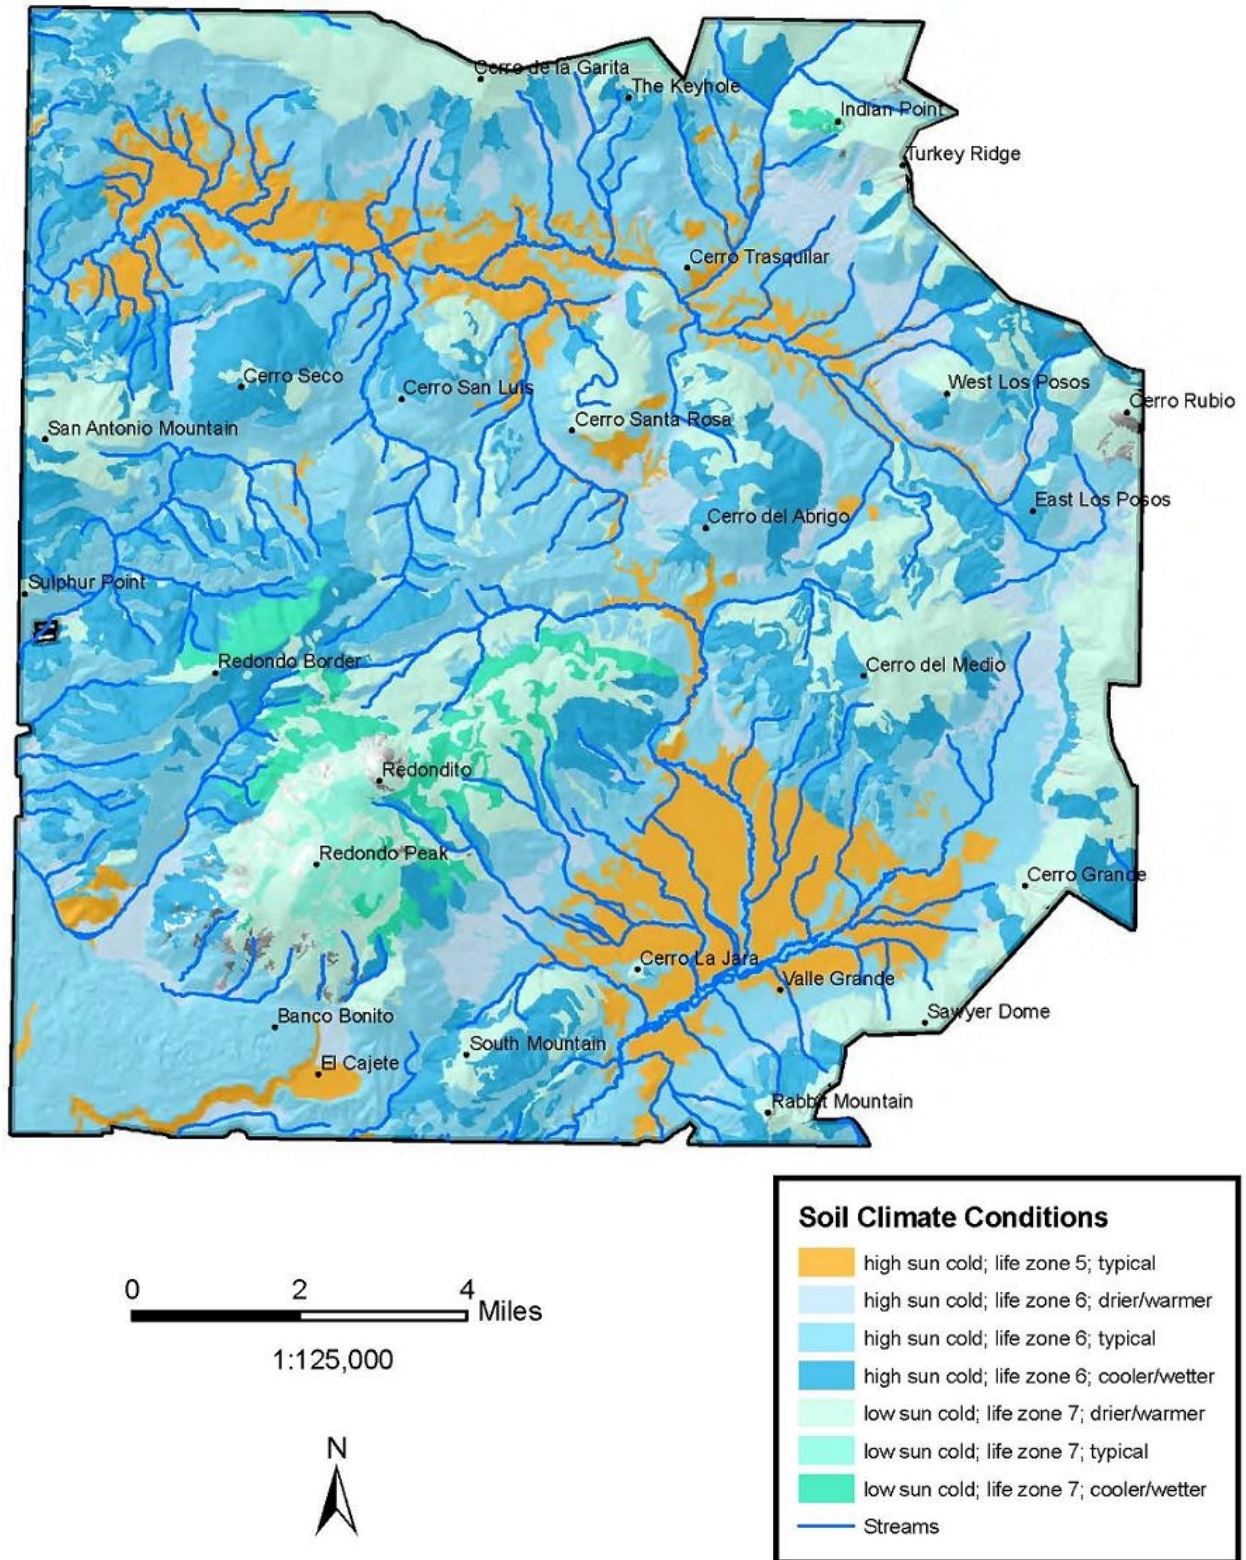 Cerro de la Garita
The Keyhole
Indian Point
Turkey Ridge
Cerro Trasquilar
Cerro Seco
Cerro San Luis
West Los Posos
Cerro Rubio
San Antonio Mountain
Cerro Santa Rosa
East Los Posos
Cerro del Abrigo
Sulphur Point
Redondo Border
Cerro del Medio
Redondito
Redondo Peak
Cerro Grande
Cerro La Jara
Valle Grande
Banco Bonito
Sawyer Dome
South Mountain
El Cajete
Rabbit Mountain
Soil Climate Conditions
high sun cold; life zone 5; typical
high sun cold; life zone 6; drier/warmer
high sun cold; life zone 6; typical
high sun cold; life zone 6; cooler/wetter
low sun cold; life zone 7; drier/warmer
low sun cold; life zone 7; typical
low sun cold; life zone 7; cooler/wetter
Streams
0 2 4
Miles
1:125,000
N